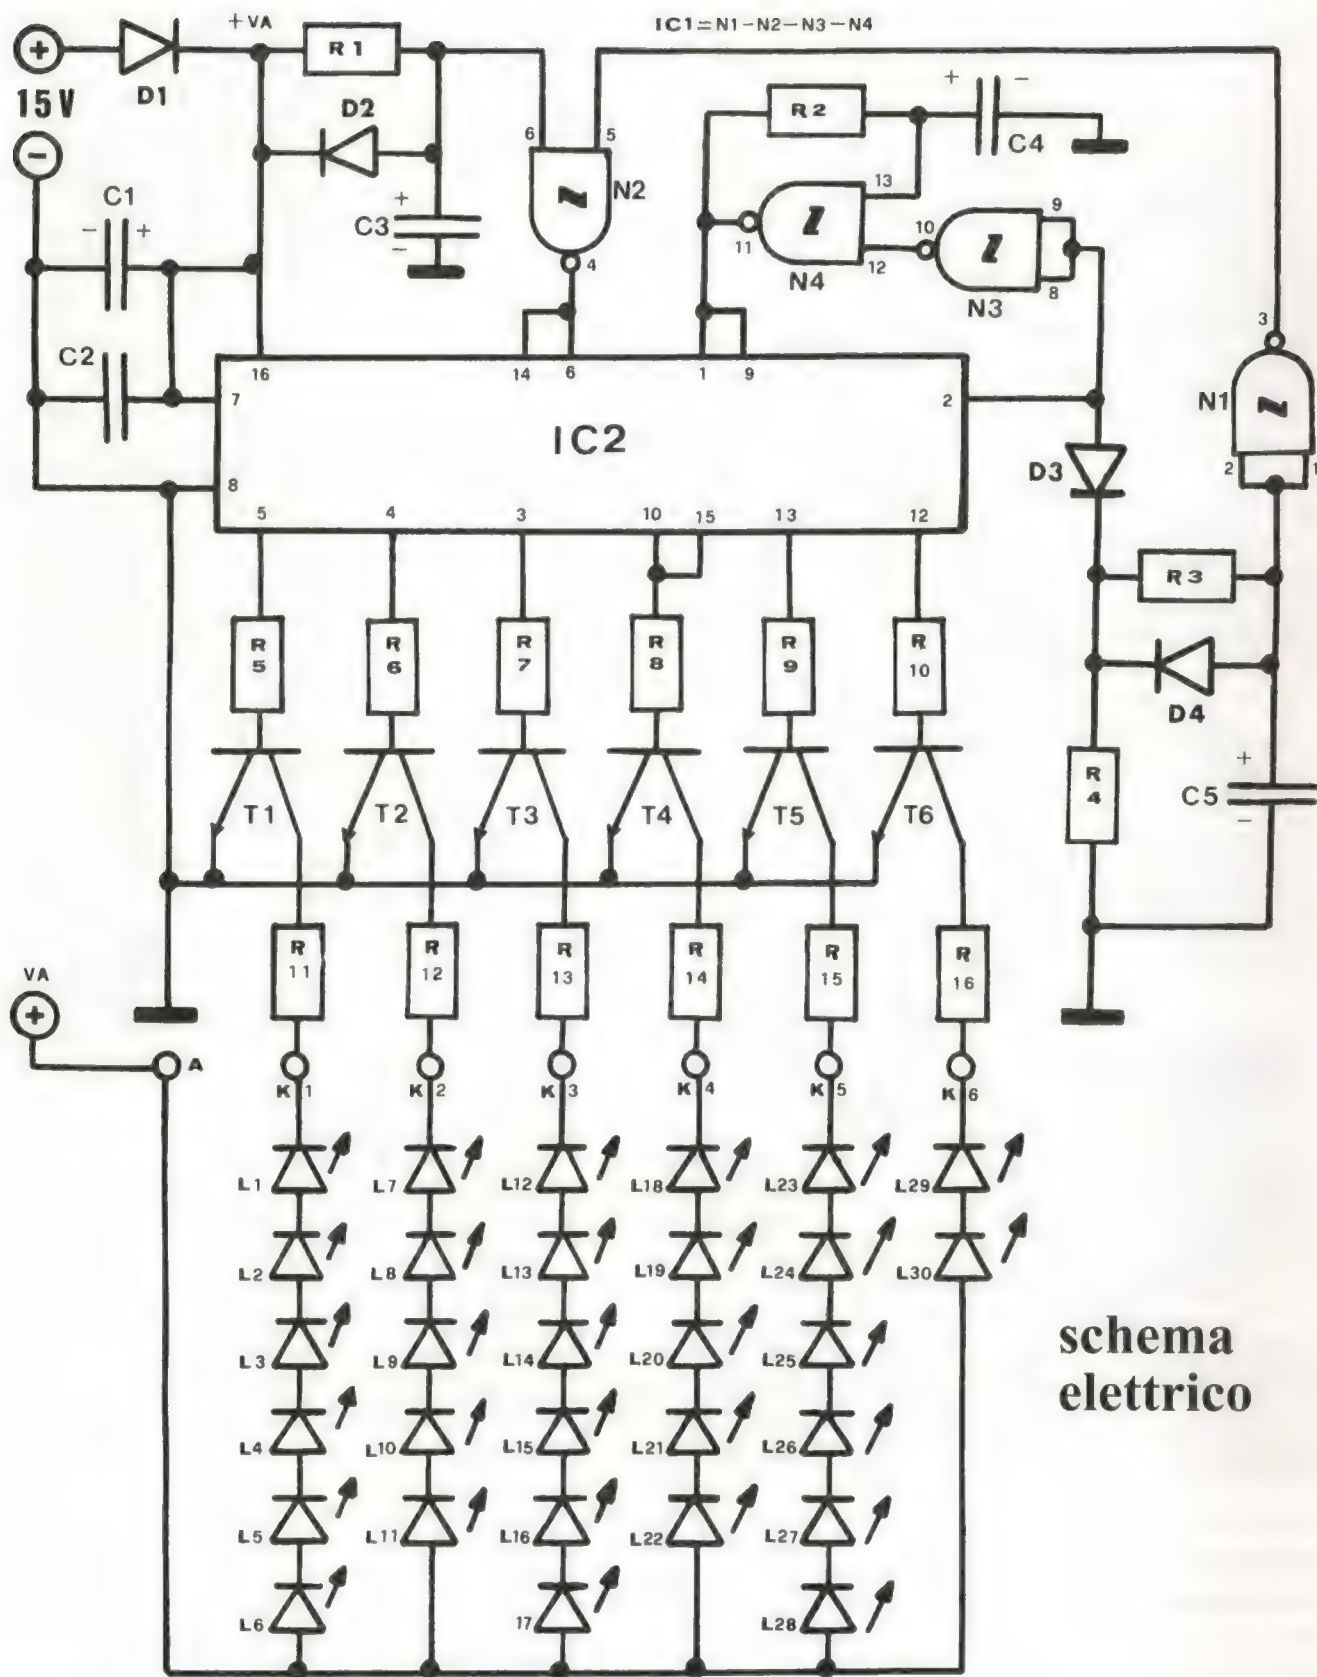 IC1=N1-N2-N3-N4
+VA
+ 15V
D1
R1
D2
C3
+
-
-
C1
- +
C2
6 5
N2
4
R2
+ -
C4
13
11
12
N4
10
9
8
N3
3
N1
2 1
16 14 6 1 9
7
2
IC2
8
5 4 3 10 15 13 12
D3
R3
D4
R4
+
C5
-
R5 R6 R7 R8 R9 R10
T1 T2 T3 T4 T5 T6
R11 R12 R13 R14 R15 R16
VA
+
A
K1 K2 K3 K4 K5 K6
L1 L7 L12 L18 L23 L29
L2 L8 L13 L19 L24 L30
L3 L9 L14 L20 L25
L4 L10 L15 L21 L26
L5 L11 L16 L22 L27
L6 17 L28
schema
elettrico